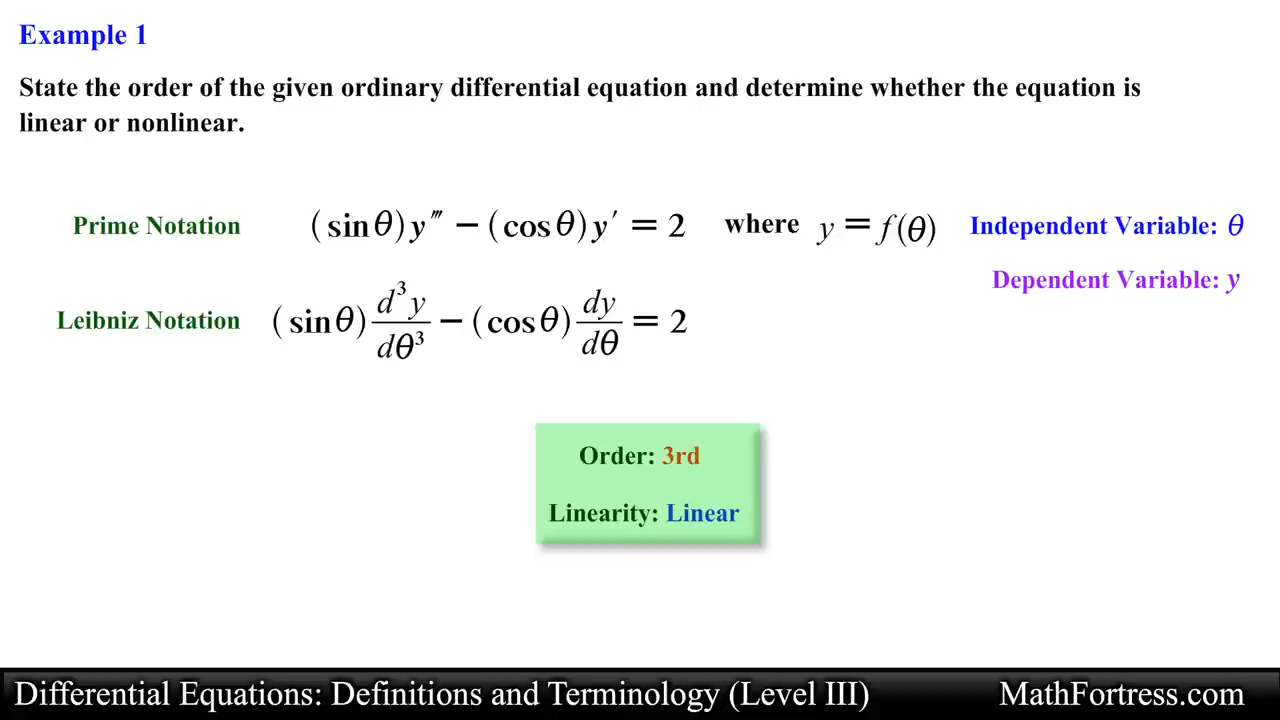 Example 1
State the order of the given ordinary differential equation and determine whether the equation is
linear or nonlinear.
Prime Notation (sinθ)y‴ − (cosθ)y′ = 2 where y = f(θ) Independent Variable: θ
Dependent Variable: y
Leibniz Notation (sinθ) d³y/dθ³ − (cosθ) dy/dθ = 2
Order: 3rd
Linearity: Linear
Differential Equations: Definitions and Terminology (Level III) MathFortress.com